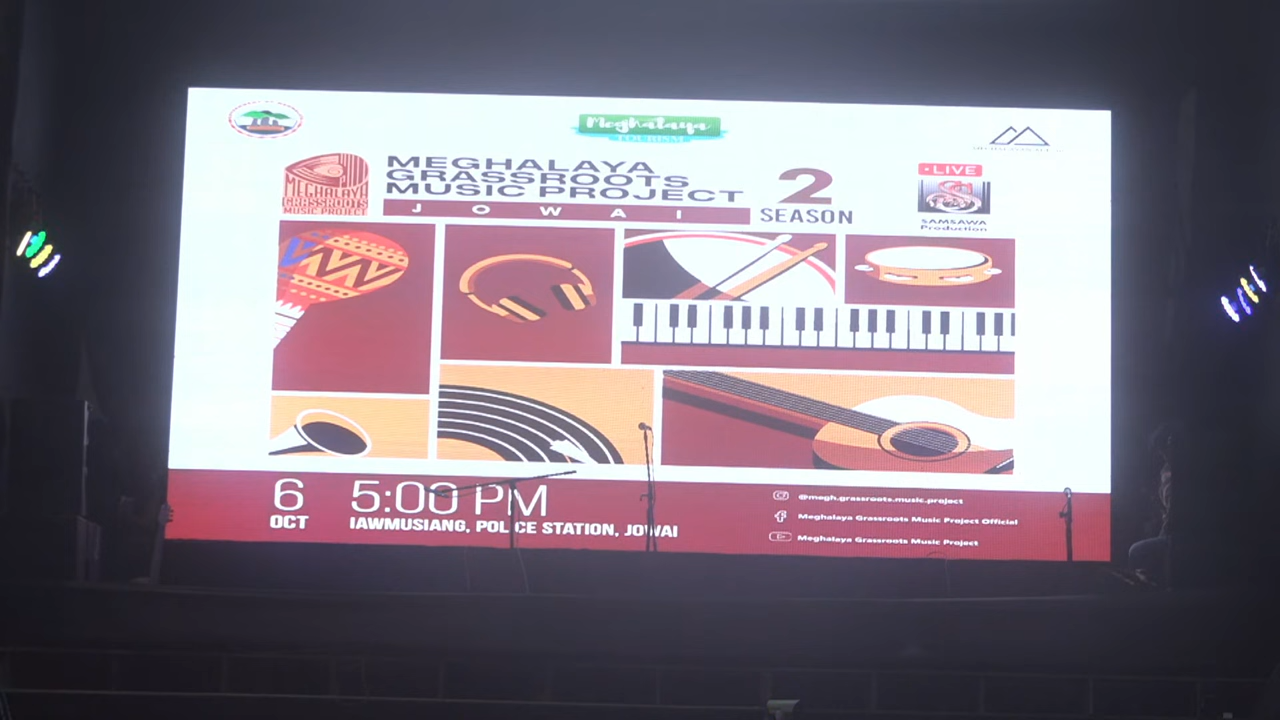 Meghalaya
TOURISM
MEGHALAYA
GRASSROOTS
MUSIC PROJECT
MEGHALAYA
GRASSROOTS
MUSIC PROJECT
JOWAI
2
SEASON
LIVE
SAMSAWA
Production
6
OCT
5:00 PM
IAWMUSIANG, POLICE STATION, JOWAI
@megh.grassroots.music.project
Meghalaya Grassroots Music Project Official
Meghalaya Grassroots Music Project